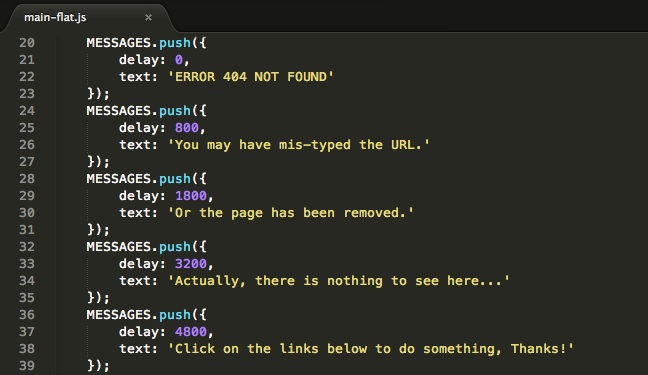 main-flat.js ×
20 MESSAGES.push({
21 delay: 0,
22 text: 'ERROR 404 NOT FOUND'
23 });
24 MESSAGES.push({
25 delay: 800,
26 text: 'You may have mis-typed the URL.'
27 });
28 MESSAGES.push({
29 delay: 1800,
30 text: 'Or the page has been removed.'
31 });
32 MESSAGES.push({
33 delay: 3200,
34 text: 'Actually, there is nothing to see here...'
35 });
36 MESSAGES.push({
37 delay: 4800,
38 text: 'Click on the links below to do something, Thanks!'
39 });